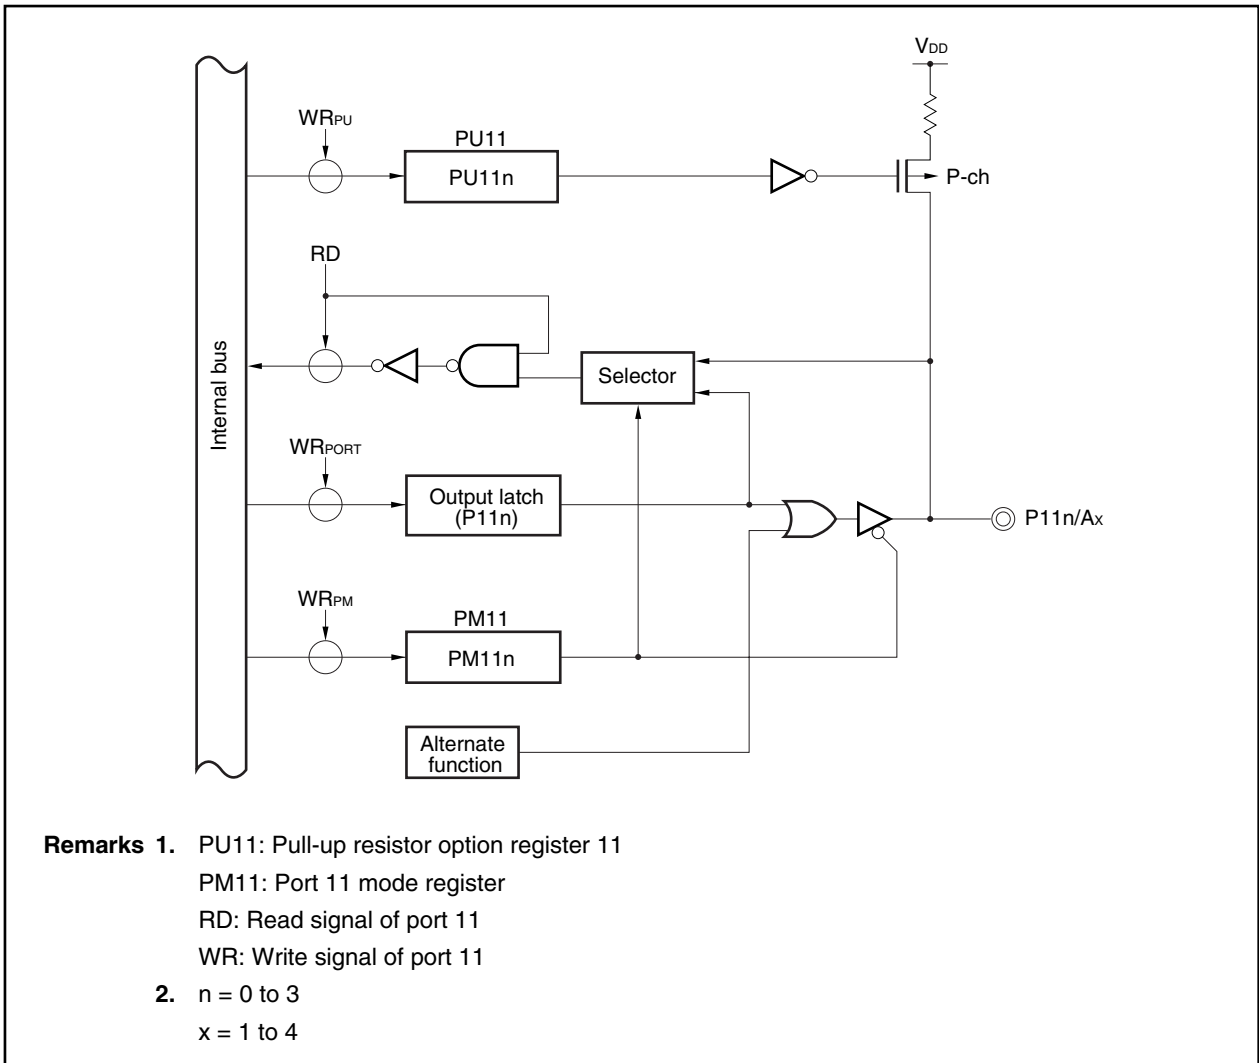 VDD
WRPU
PU11
PU11n
P-ch
RD
Internal bus
Selector
WRPORT
Output latch
(P11n)
P11n/AX
WRPM
PM11
PM11n
Alternate
function
Remarks 1. PU11: Pull-up resistor option register 11
PM11: Port 11 mode register
RD: Read signal of port 11
WR: Write signal of port 11
2. n = 0 to 3
x = 1 to 4